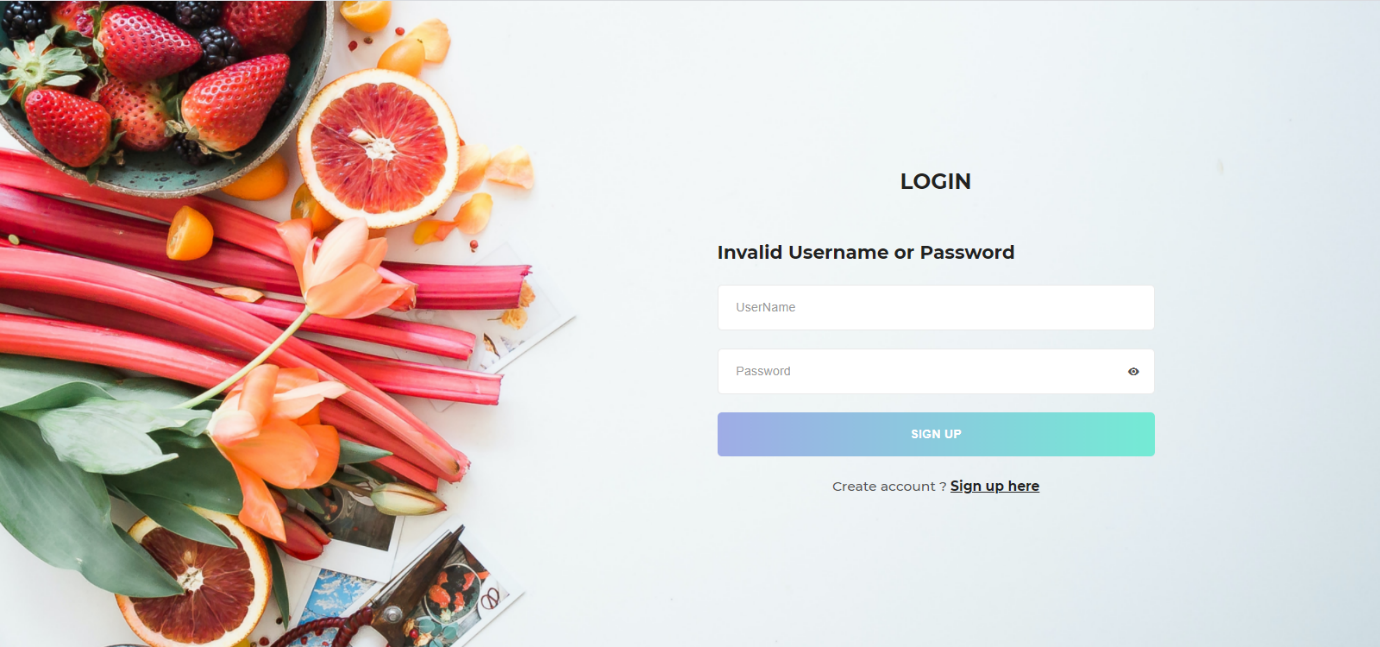 LOGIN
Invalid Username or Password
UserName
Password
SIGN UP
Create account ? Sign up here